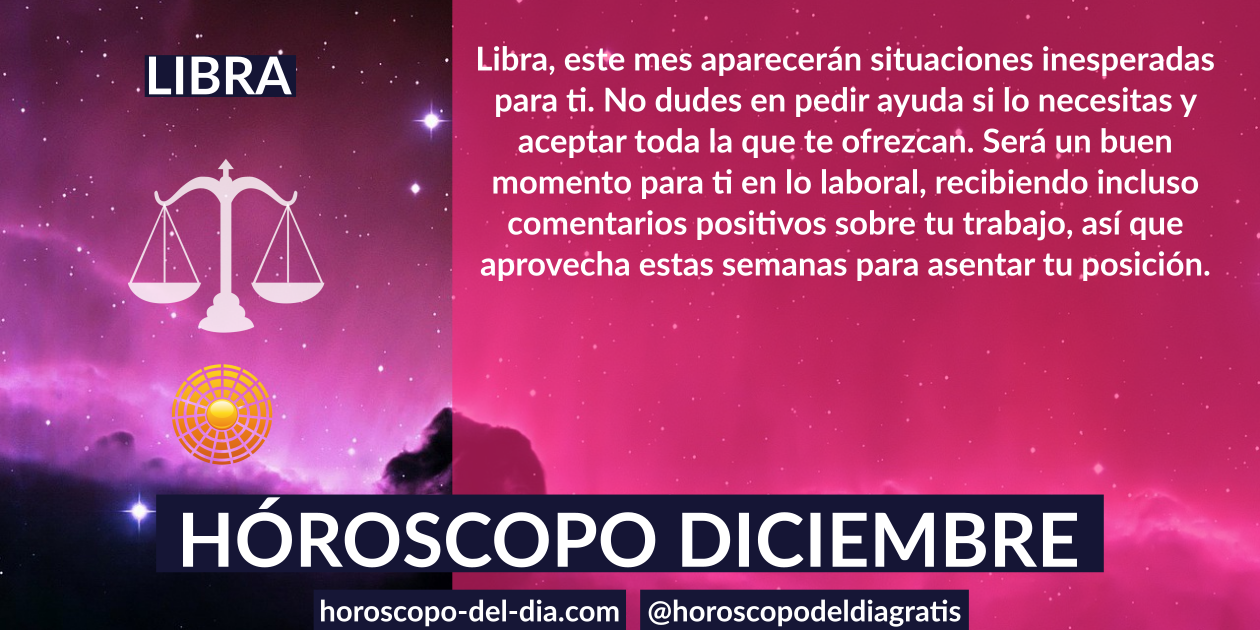 LIBRA
Libra, este mes aparecerán situaciones inesperadas
para ti. No dudes en pedir ayuda si lo necesitas y
aceptar toda la que te ofrezcan. Será un buen
momento para ti en lo laboral, recibiendo incluso
comentarios positivos sobre tu trabajo, así que
aprovecha estas semanas para asentar tu posición.
HÓROSCOPO DICIEMBRE
horoscopo-del-dia.com @horoscopodeldiagratis